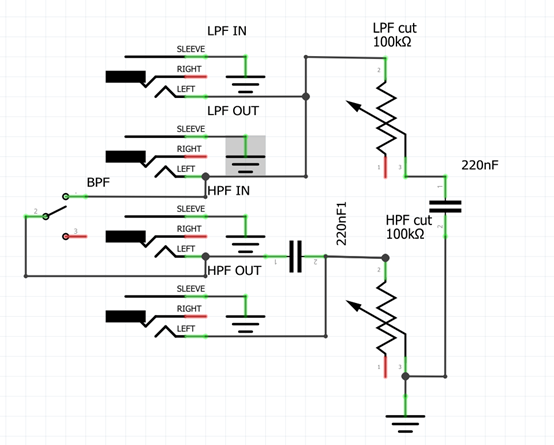 LPF IN
SLEEVE
RIGHT
LEFT
LPF cut
100kΩ
2
1
3
LPF OUT
SLEEVE
RIGHT
LEFT
BPF
1
2
3
HPF IN
SLEEVE
RIGHT
LEFT
220nF
1
2
HPF OUT
SLEEVE
RIGHT
LEFT
220nF1
1
2
HPF cut
100kΩ
2
1
3